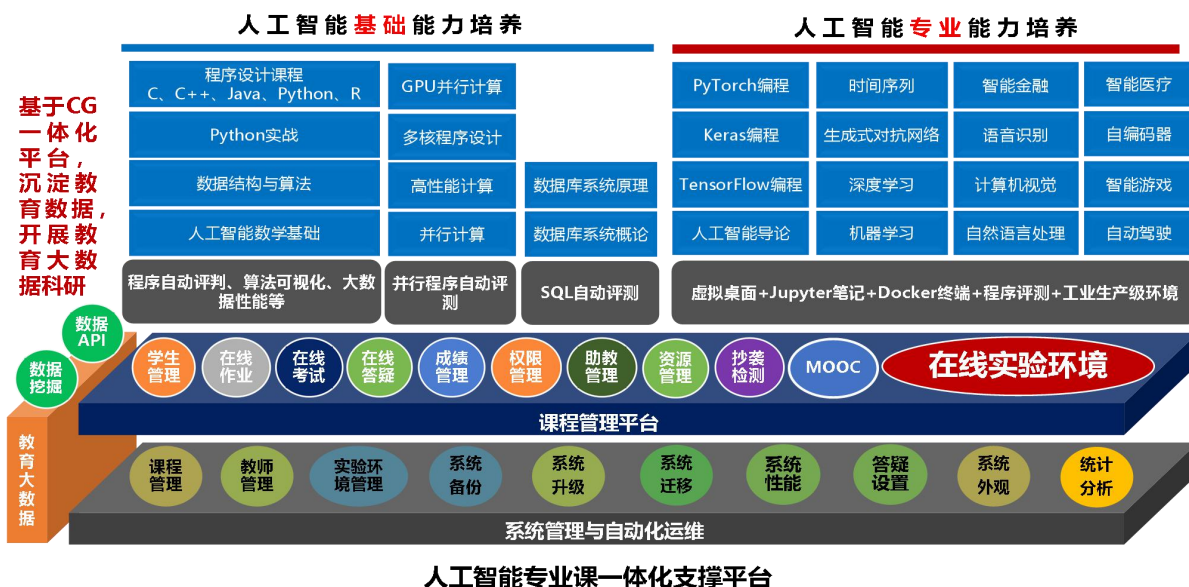 人工智能基础能力培养
人工智能专业能力培养
基于CG
一体化
平台，
沉淀教
育数据，
开展教
育大数
据科研
程序设计课程
C、C++、Java、Python、R
Python实战
数据结构与算法
人工智能数学基础
GPU并行计算
多核程序设计
高性能计算
并行计算
数据库系统原理
数据库系统概论
PyTorch编程
Keras编程
TensorFlow编程
人工智能导论
时间序列
生成式对抗网络
深度学习
机器学习
智能金融
语音识别
计算机视觉
自然语言处理
智能医疗
自编码器
智能游戏
自动驾驶
程序自动评判、算法可视化、大数
据性能等
并行程序自动评
测
SQL自动评测
虚拟桌面+Jupyter笔记+Docker终端+程序评测+工业生产级环境
数据
API
数据
挖掘
教
育
大
数
据
学生
管理
在线
作业
在线
考试
在线
答疑
成绩
管理
权限
管理
助教
管理
资源
管理
抄袭
检测
MOOC
在线实验环境
课程管理平台
课程
管理
教师
管理
实验环
境管理
系统
备份
系统
升级
系统
迁移
系统
性能
答疑
设置
系统
外观
统计
分析
系统管理与自动化运维
人工智能专业课一体化支撑平台